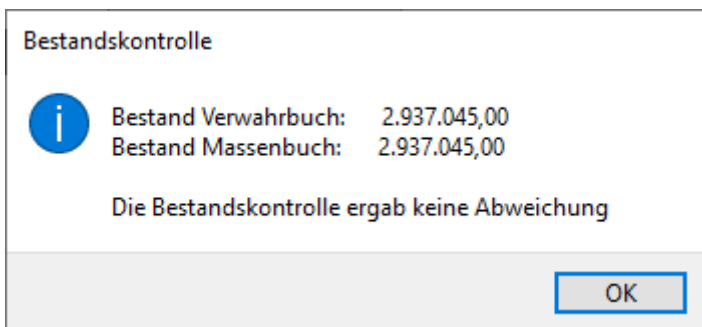 Bestandskontrolle
Bestand Verwahrbuch: 2.937.045,00
Bestand Massenbuch: 2.937.045,00
Die Bestandskontrolle ergab keine Abweichung
OK